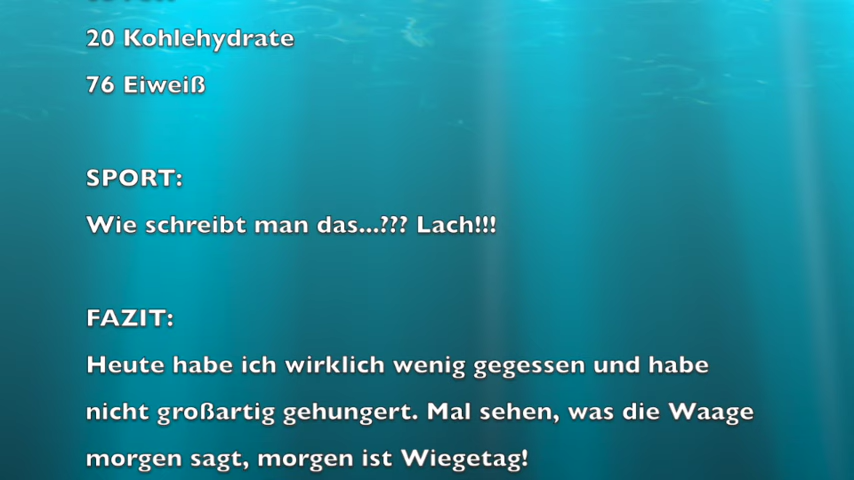 20 Kohlehydrate
76 Eiweiß
SPORT:
Wie schreibt man das...??? Lach!!!
FAZIT:
Heute habe ich wirklich wenig gegessen und habe
nicht großartig gehungert. Mal sehen, was die Waage
morgen sagt, morgen ist Wiegetag!